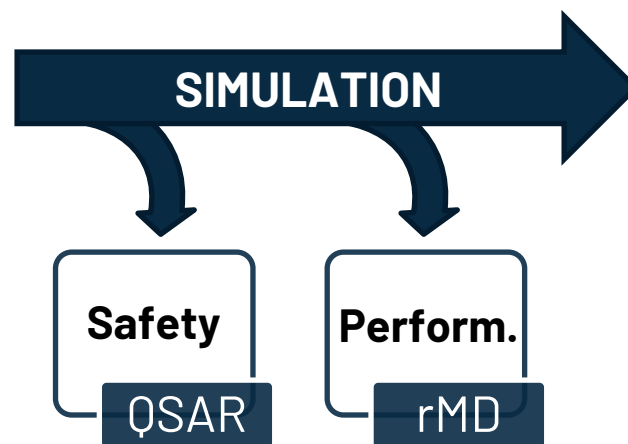 SIMULATION
Safety
Perform.
QSAR
rMD